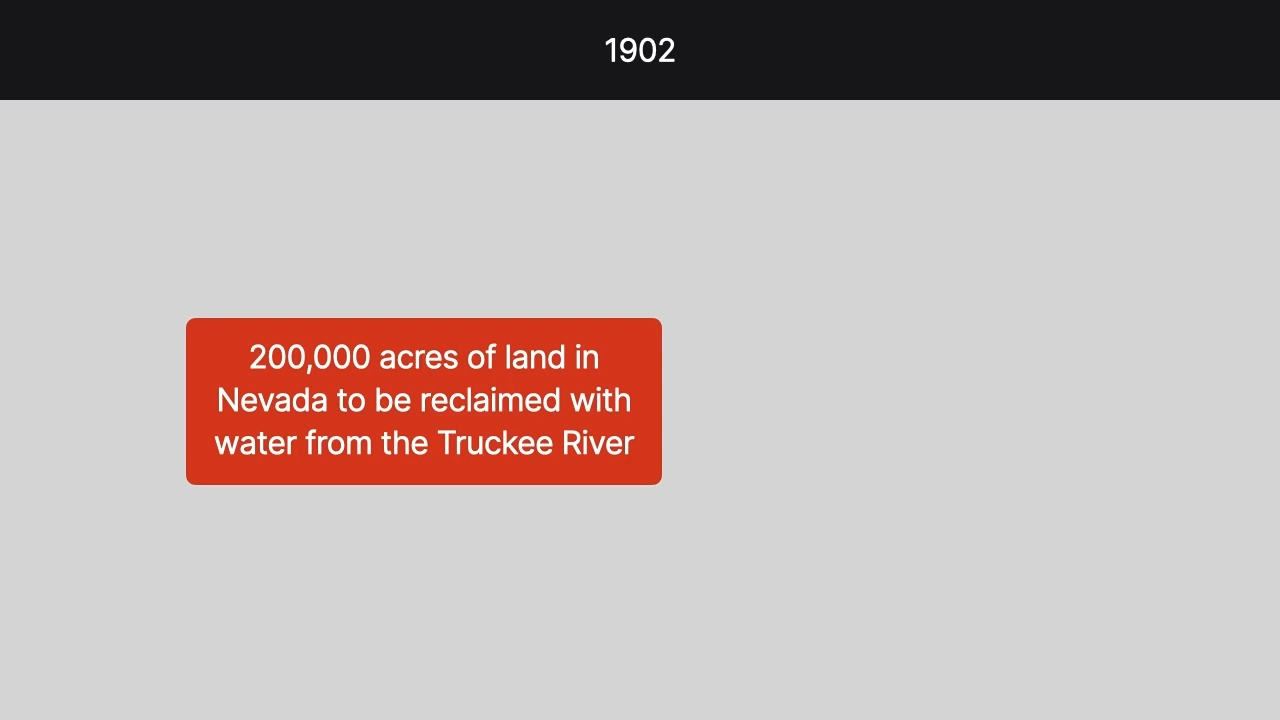 1902
200,000 acres of land in
Nevada to be reclaimed with
water from the Truckee River